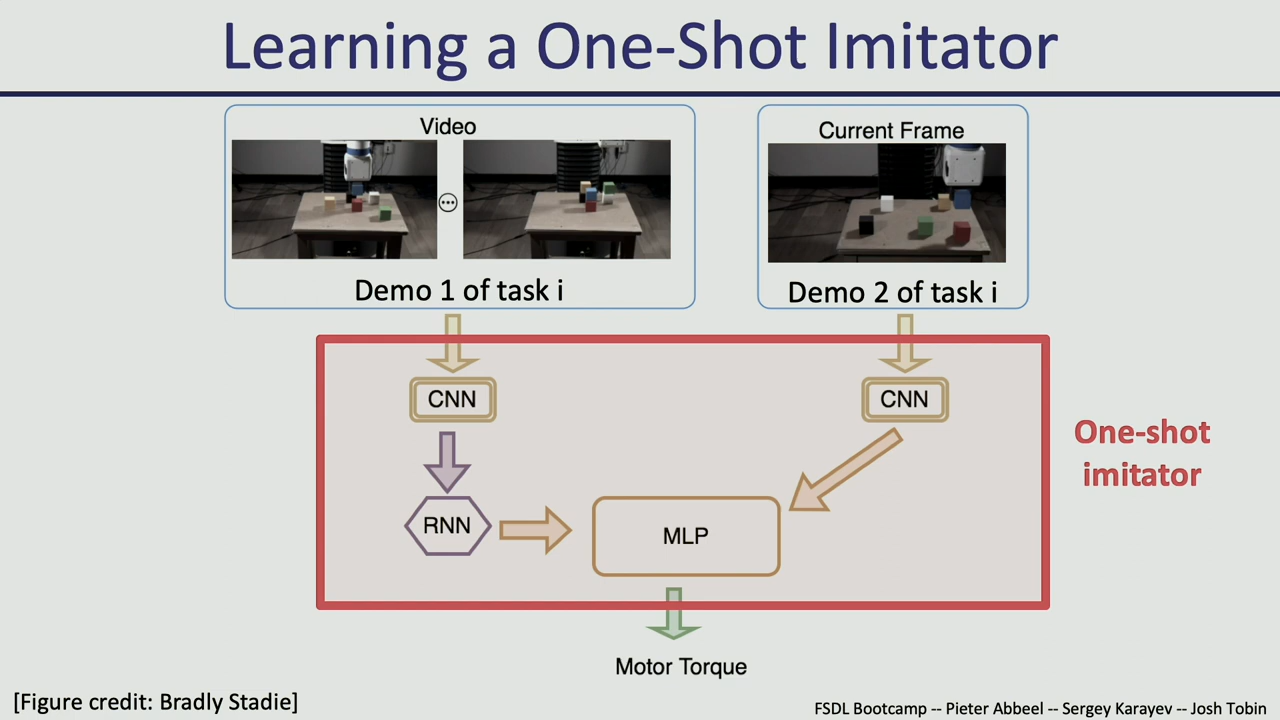 Learning a One-Shot Imitator
Video
Current Frame
Demo 1 of task i
Demo 2 of task i
CNN
CNN
One-shot
imitator
RNN
MLP
Motor Torque
[Figure credit: Bradly Stadie]
FSDL Bootcamp -- Pieter Abbeel -- Sergey Karayev -- Josh Tobin